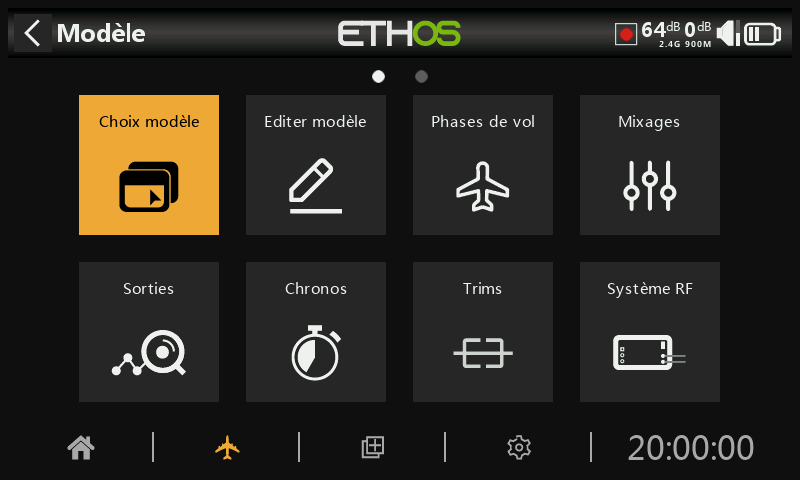 Modèle
ETHOS
64dB 0dB
2.4G 900M
Choix modèle
Editer modèle
Phases de vol
Mixages
Sorties
Chronos
Trims
Système RF
20:00:00